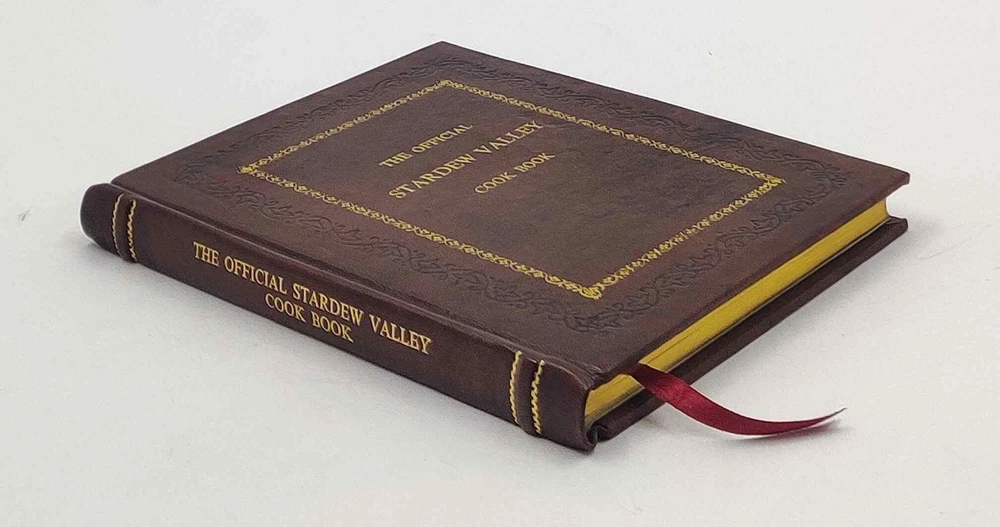 THE OFFICIAL
STARDEW VALLEY
COOK BOOK
THE OFFICIAL STARDEW VALLEY
COOK BOOK